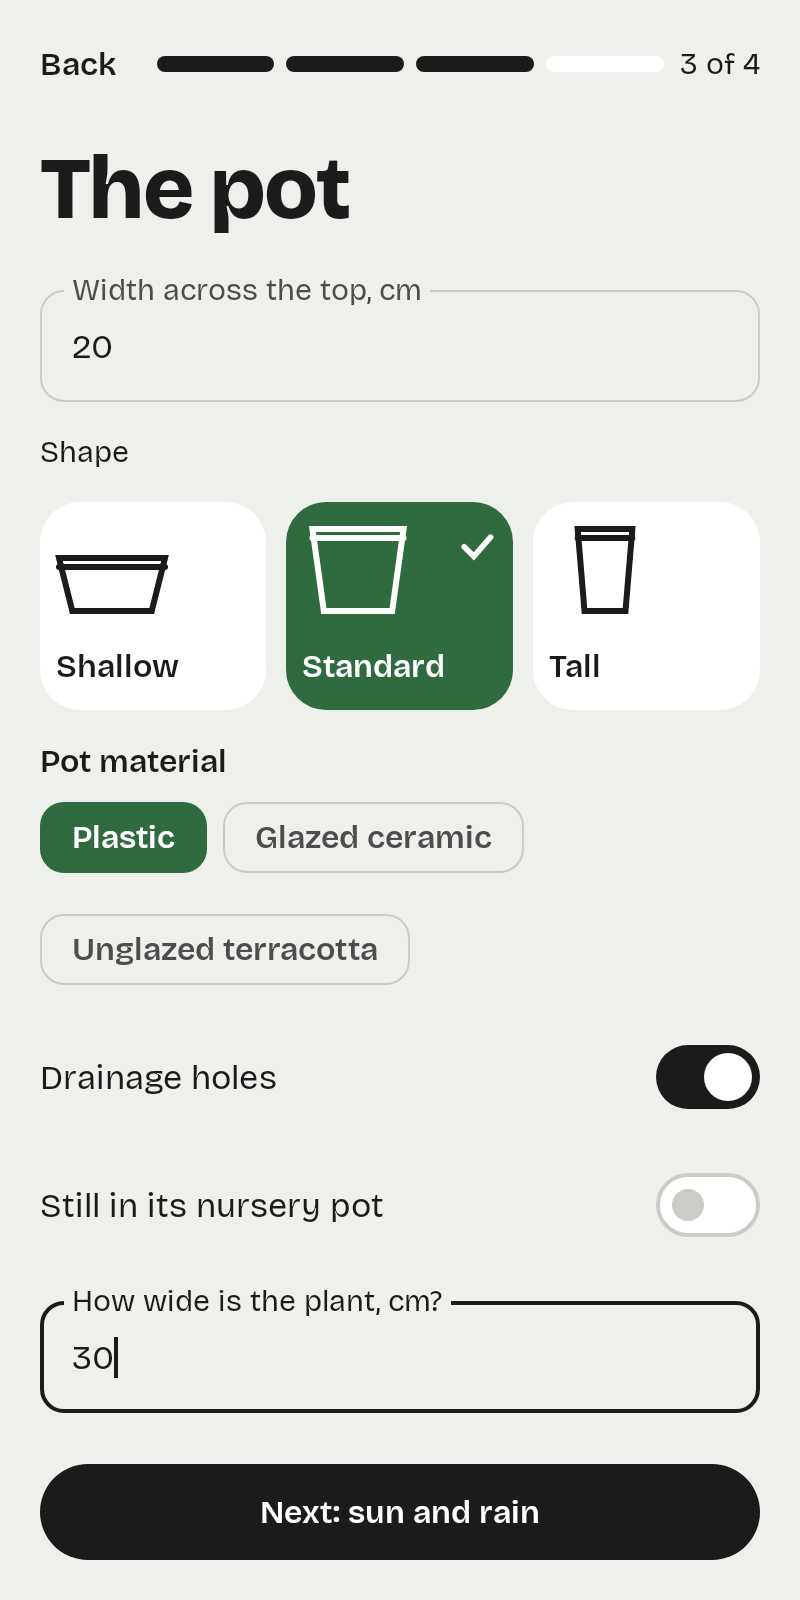 Back
3 of 4
The pot
Width across the top, cm
20
Shape
Shallow
Standard
Tall
Pot material
Plastic
Glazed ceramic
Unglazed terracotta
Drainage holes
Still in its nursery pot
How wide is the plant, cm?
30
Next: sun and rain